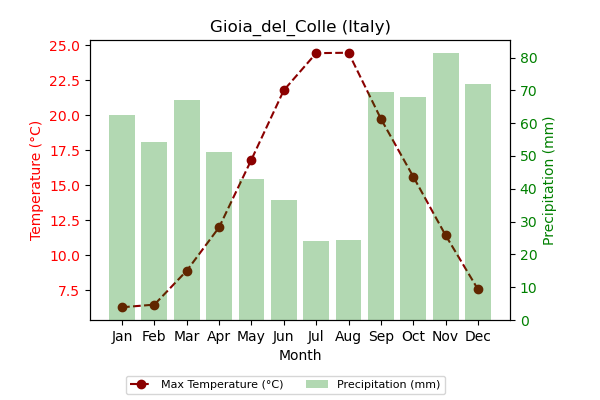 Gioia_del_Colle (Italy)
25.0
22.5
20.0
17.5
15.0
12.5
10.0
7.5
Temperature (°C)
80
70
60
50
40
30
20
10
0
Precipitation (mm)
Jan Feb Mar Apr May Jun Jul Aug Sep Oct Nov Dec
Month
Max Temperature (°C) Precipitation (mm)